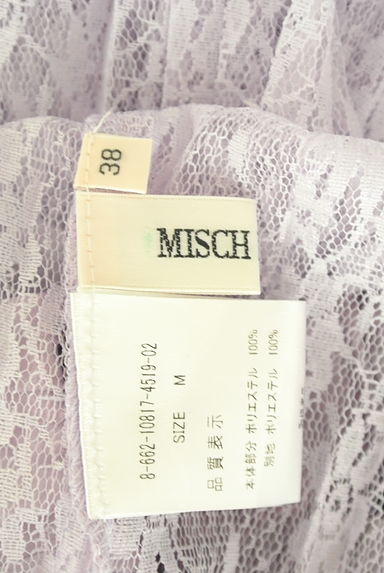 38
MISCH
8-662-10817-4519-02
SIZE M
品質表示
本体部分 ポリエステル 100%
別地 ポリエステル 100%